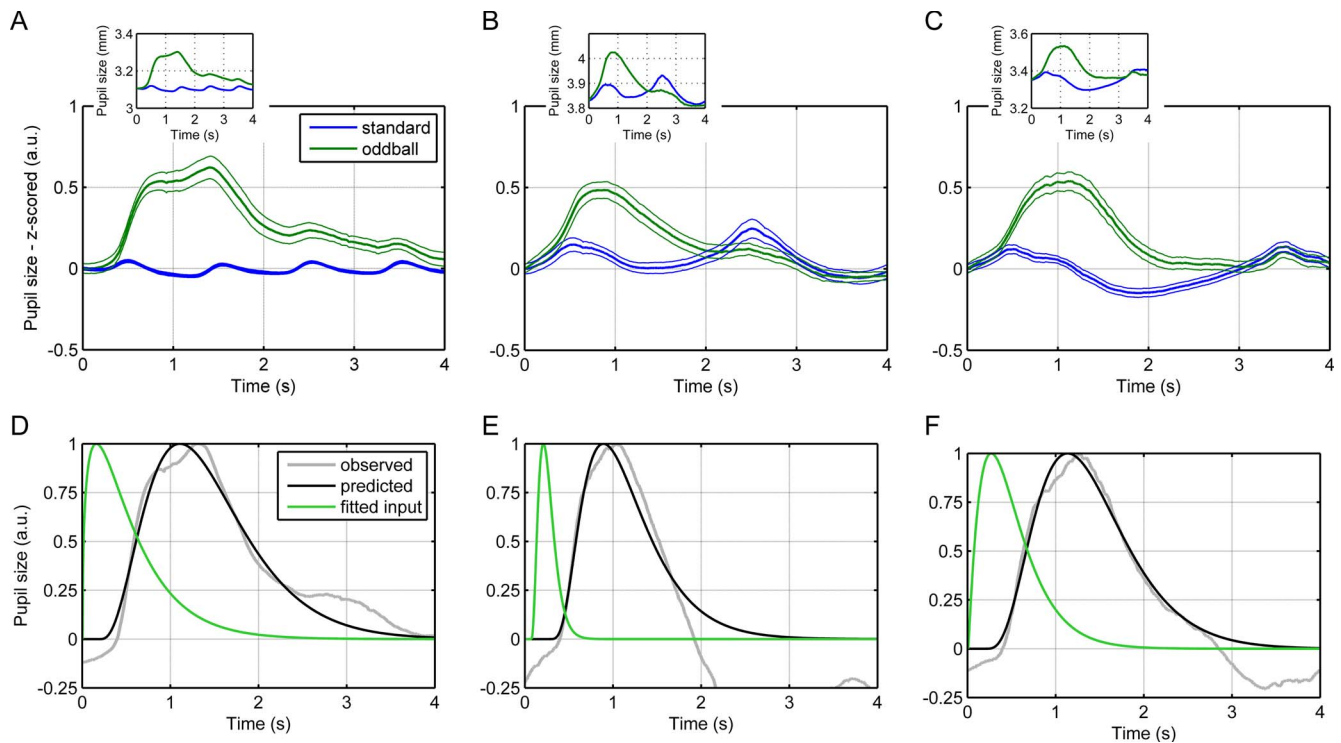 A
Pupil size (mm)
3.4
3.2
3
0 1 2 3 4
Time (s)
Pupil size - z-scored (a.u.)
1
0.5
0
-0.5
standard
oddball
0 1 2 3 4
Time (s)
B
Pupil size (mm)
4
3.9
3.8
0 1 2 3 4
Time (s)
1
0.5
0
-0.5
0 1 2 3 4
Time (s)
C
Pupil size (mm)
3.6
3.4
3.2
0 1 2 3 4
Time (s)
1
0.5
0
-0.5
0 1 2 3 4
Time (s)
D
Pupil size (a.u.)
1
0.75
0.5
0.25
0
-0.25
observed
predicted
fitted input
0 1 2 3 4
Time (s)
E
1
0.75
0.5
0.25
0
-0.25
0 1 2 3 4
Time (s)
F
1
0.75
0.5
0.25
0
-0.25
0 1 2 3 4
Time (s)